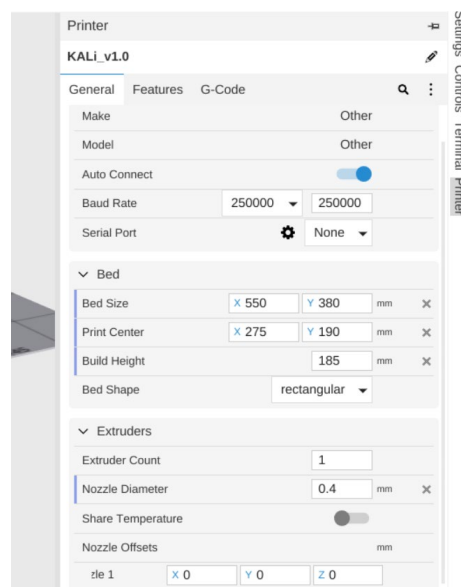 Printer
KALi_v1.0
General Features G-Code
Make Other
Model Other
Auto Connect
Baud Rate 250000 250000
Serial Port None
Bed
Bed Size X 550 Y 380 mm
Print Center X 275 Y 190 mm
Build Height 185 mm
Bed Shape rectangular
Extruders
Extruder Count 1
Nozzle Diameter 0.4 mm
Share Temperature
Nozzle Offsets mm
zle 1 X 0 Y 0 Z 0
Settings Controls Terminal Printer